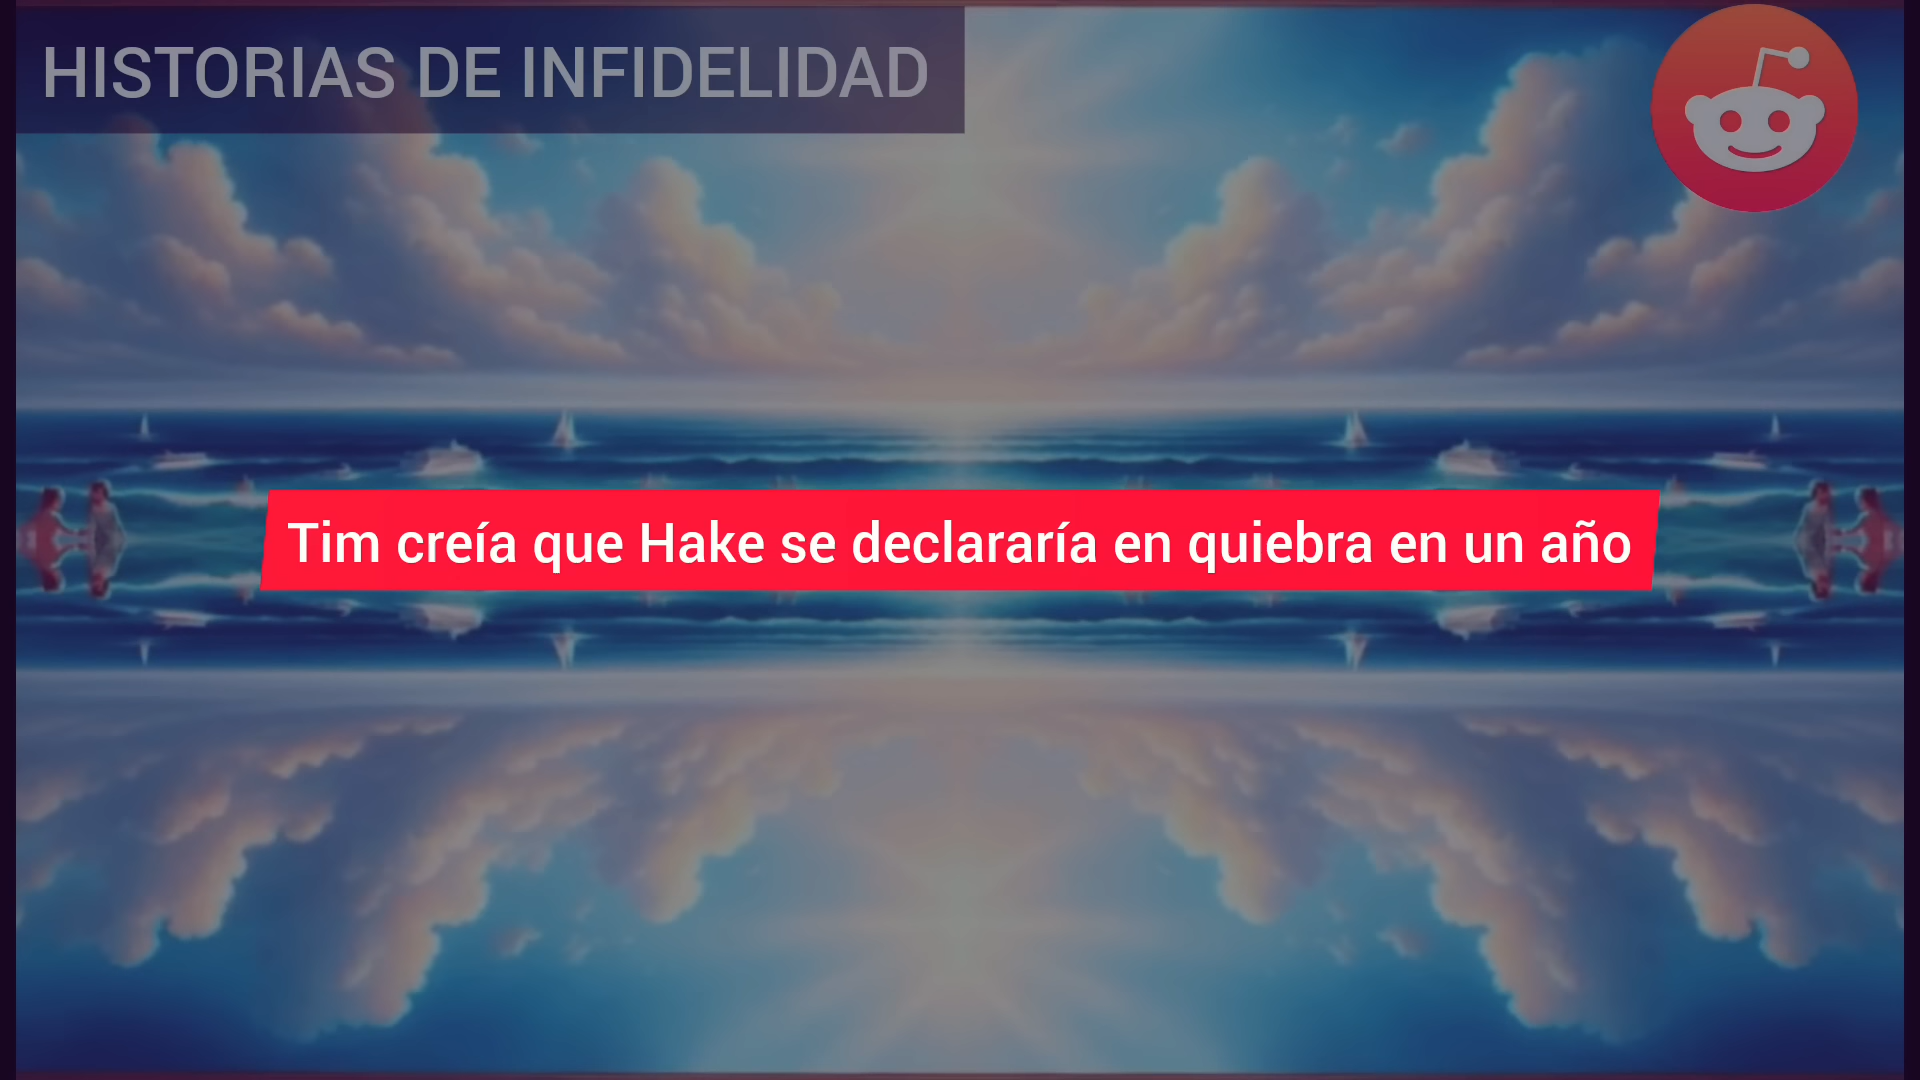 HISTORIAS DE INFIDELIDAD
Tim creía que Hake se declararía en quiebra en un año